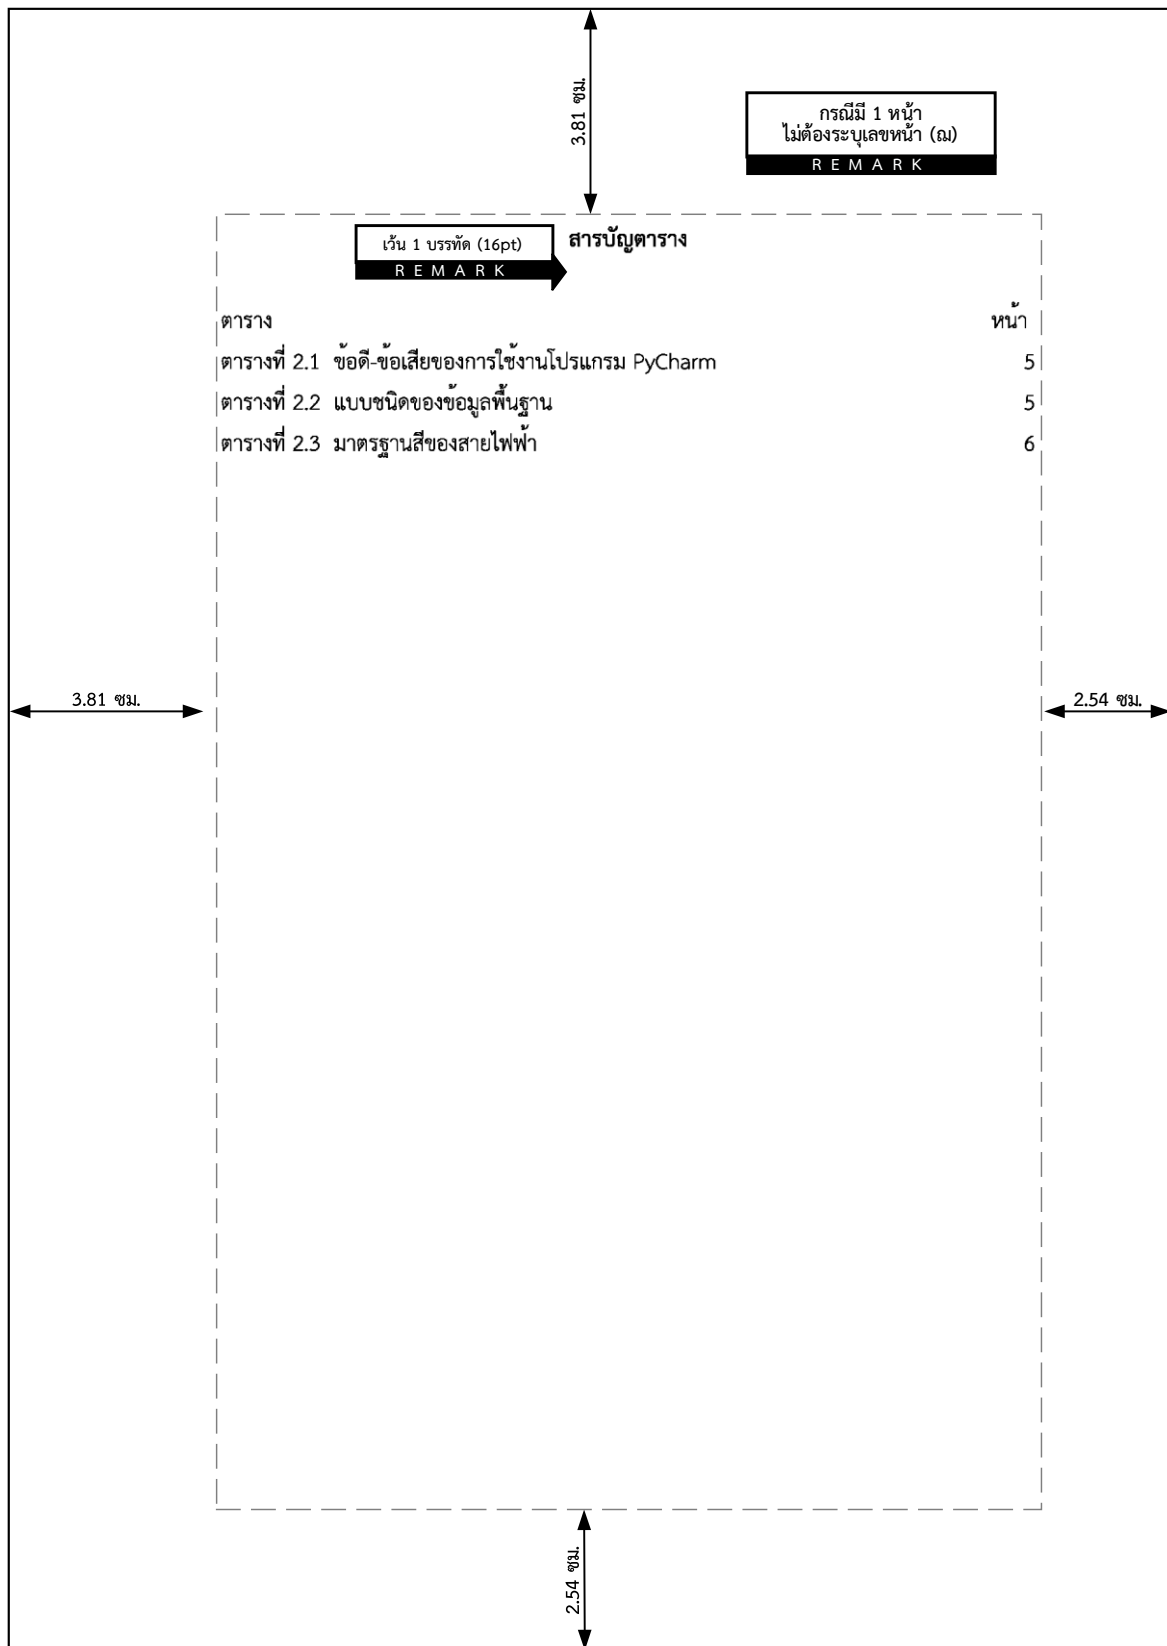 3.81 ซม.
กรณีมี 1 หน้า
ไม่ต้องระบุเลขหน้า (ฌ)
REMARK
สารบัญตาราง
เว้น 1 บรรทัด (16pt)
REMARK
ตาราง หน้า
ตารางที่ 2.1 ข้อดี-ข้อเสียของการใช้งานโปรแกรม PyCharm 5
ตารางที่ 2.2 แบบชนิดของข้อมูลพื้นฐาน 5
ตารางที่ 2.3 มาตรฐานสีของสายไฟฟ้า 6
3.81 ซม.
2.54 ซม.
2.54 ซม.